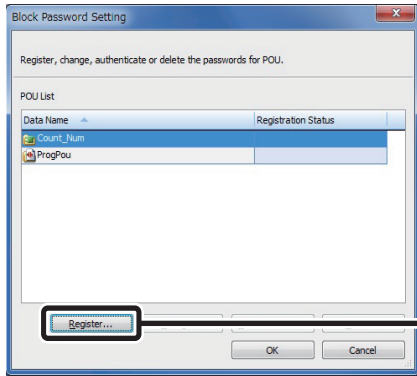 Block Password Setting
Register, change, authenticate or delete the passwords for POU.
POU List
Data Name Registration Status
Count_Num
ProgPou
Register...
OK Cancel